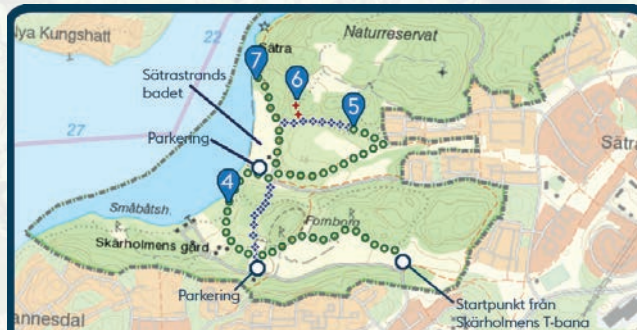 Nya Kungshatt
22
Naturreservat
Sätra
7
6
5
Sätrastrands
badet
27
Parkering
Sätra
4
Småbåtsh.
Fornborg
Skärholmens gård
R
Parkering
Startpunkt från
Skärholmens T-bana
annesdal